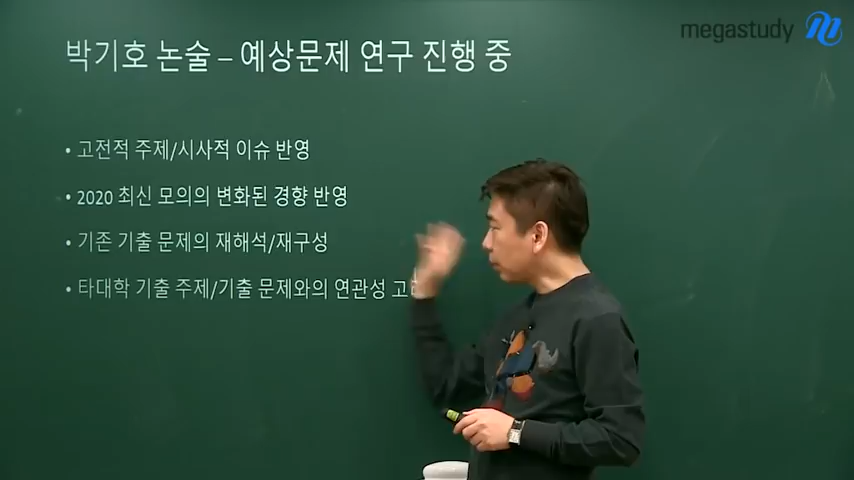 megastudy
박기호 논술 – 예상문제 연구 진행 중
• 고전적 주제/시사적 이슈 반영
• 2020 최신 모의의 변화된 경향 반영
• 기존 기출 문제의 재해석/재구성
• 타대학 기출 주제/기출 문제와의 연관성